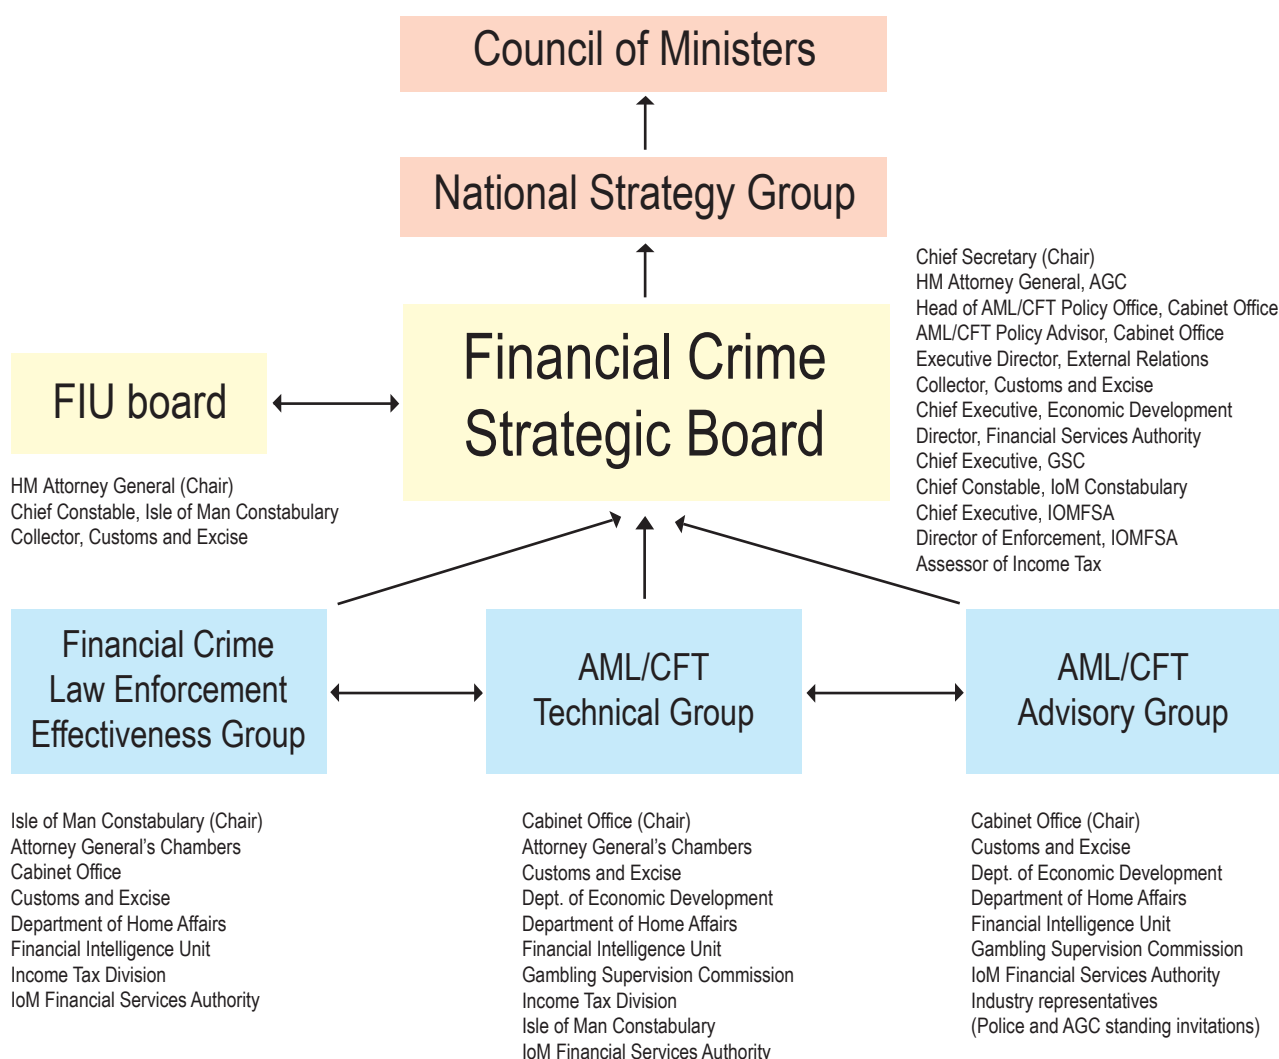 Council of Ministers
National Strategy Group
Financial Crime
Strategic Board
Chief Secretary (Chair)
HM Attorney General, AGC
Head of AML/CFT Policy Office, Cabinet Office
AML/CFT Policy Advisor, Cabinet Office
Executive Director, External Relations
Collector, Customs and Excise
Chief Executive, Economic Development
Director, Financial Services Authority
Chief Executive, GSC
Chief Constable, IoM Constabulary
Chief Executive, IOMFSA
Director of Enforcement, IOMFSA
Assessor of Income Tax
FIU board
HM Attorney General (Chair)
Chief Constable, Isle of Man Constabulary
Collector, Customs and Excise
Financial Crime
Law Enforcement
Effectiveness Group
Isle of Man Constabulary (Chair)
Attorney General's Chambers
Cabinet Office
Customs and Excise
Department of Home Affairs
Financial Intelligence Unit
Income Tax Division
IoM Financial Services Authority
AML/CFT
Technical Group
Cabinet Office (Chair)
Attorney General's Chambers
Customs and Excise
Dept. of Economic Development
Department of Home Affairs
Financial Intelligence Unit
Gambling Supervision Commission
Income Tax Division
Isle of Man Constabulary
IoM Financial Services Authority
AML/CFT
Advisory Group
Cabinet Office (Chair)
Customs and Excise
Dept. of Economic Development
Department of Home Affairs
Financial Intelligence Unit
Gambling Supervision Commission
IoM Financial Services Authority
Industry representatives
(Police and AGC standing invitations)